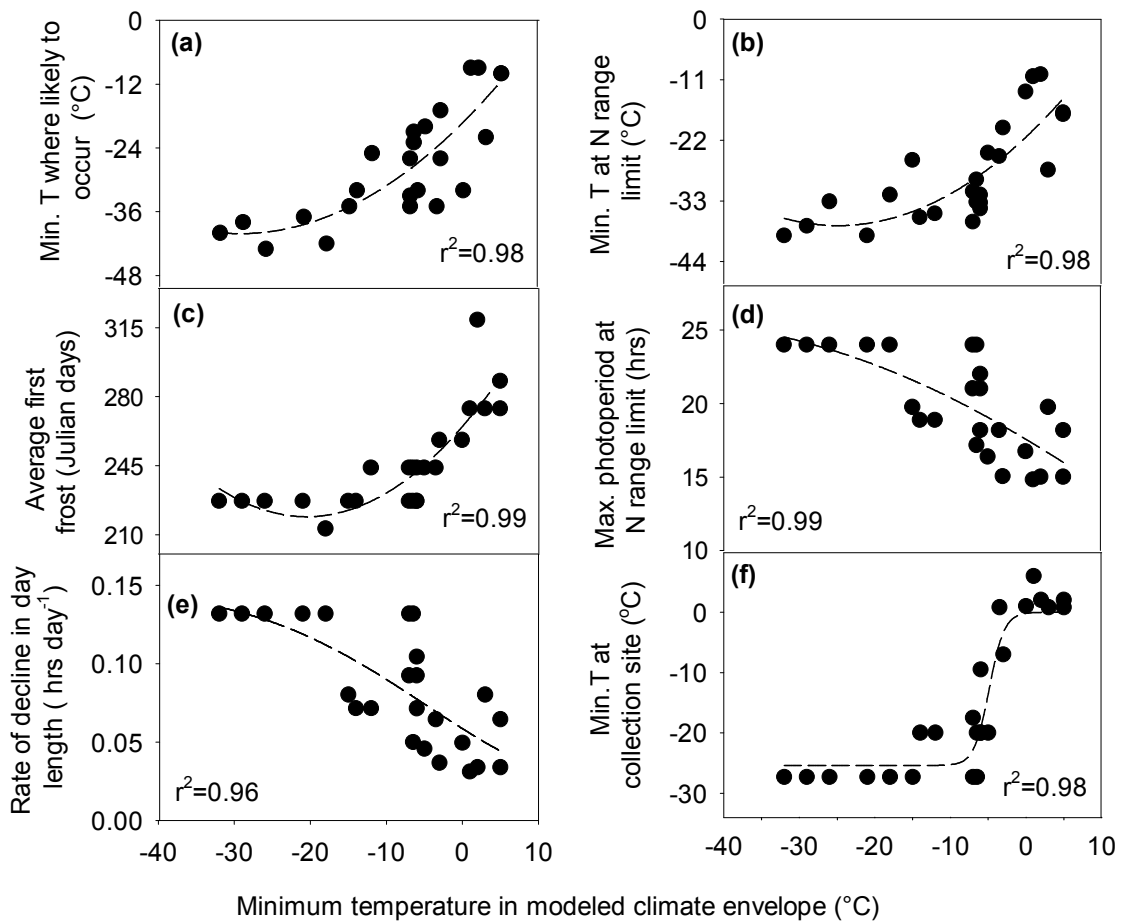 (a)
0
-12
-24
-36
-48
Min. T where likely to
occur (°C)
r²=0.98
(b)
0
-11
-22
-33
-44
Min. T at N range
limit (°C)
r²=0.98
(c)
315
280
245
210
Average first
frost (Julian days)
r²=0.99
(d)
25
20
15
10
Max. photoperiod at
N range limit (hrs)
r²=0.99
(e)
0.15
0.10
0.05
0.00
Rate of decline in day
length ( hrs day⁻¹)
r²=0.96
-40 -30 -20 -10 0 10
(f)
0
-10
-20
-30
Min.T at
collection site (°C)
r²=0.98
-40 -30 -20 -10 0 10
Minimum temperature in modeled climate envelope (°C)